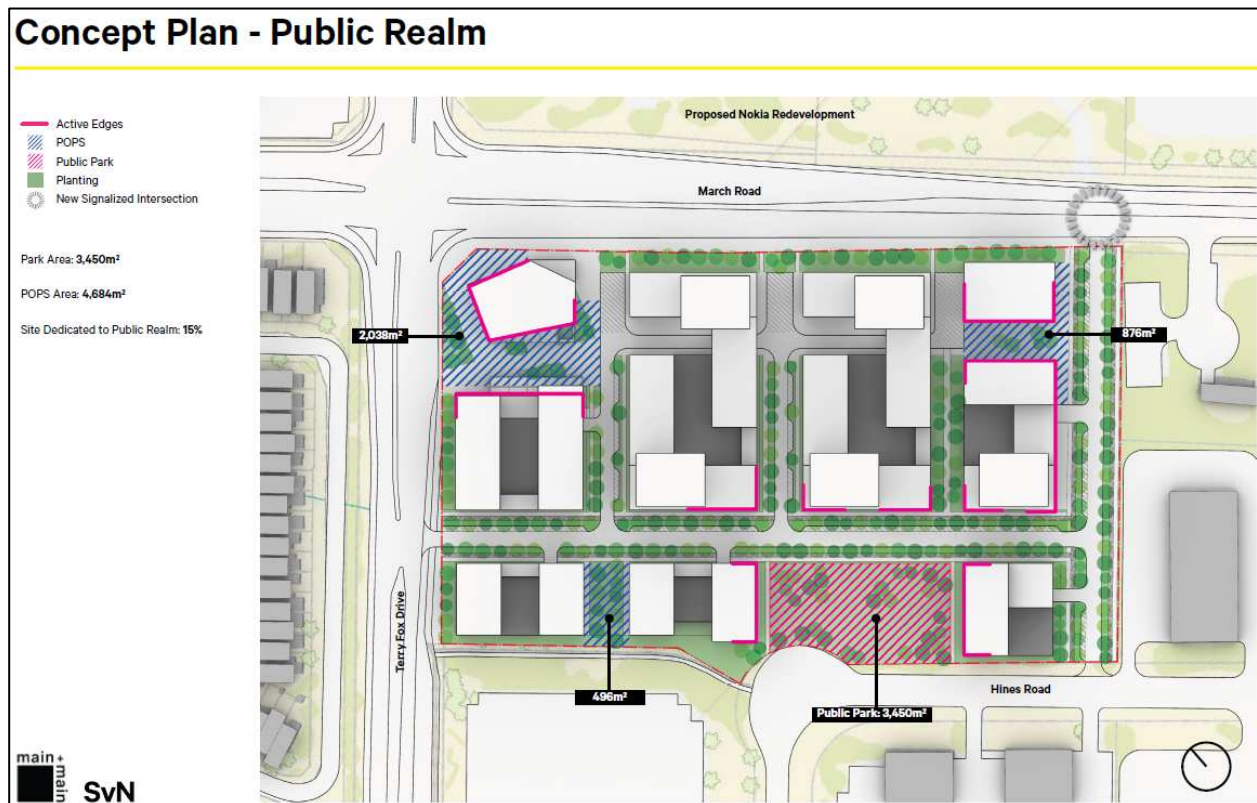 Concept Plan - Public Realm
Active Edges
POPS
Public Park
Planting
New Signalized Intersection
Park Area: 3,450m²
POPS Area: 4,684m²
Site Dedicated to Public Realm: 15%
Proposed Nokia Redevelopment
March Road
2,038m²
876m²
Terry Fox Drive
496m²
Public Park: 3,450m²
Hines Road
main+
main
SvN